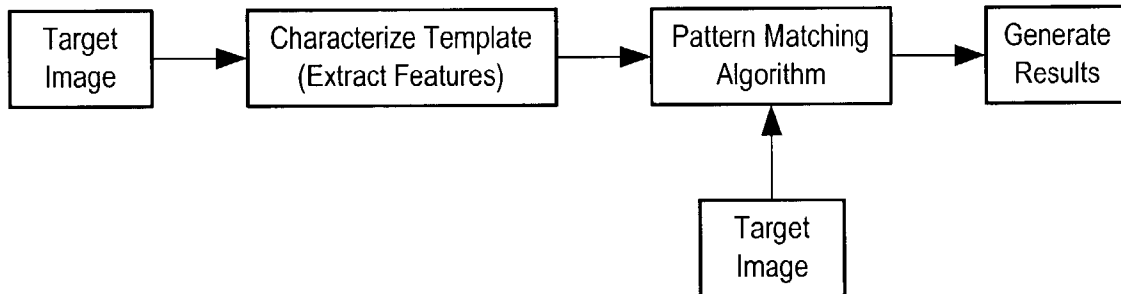 Target
Image
Characterize Template
(Extract Features)
Pattern Matching
Algorithm
Generate
Results
Target
Image